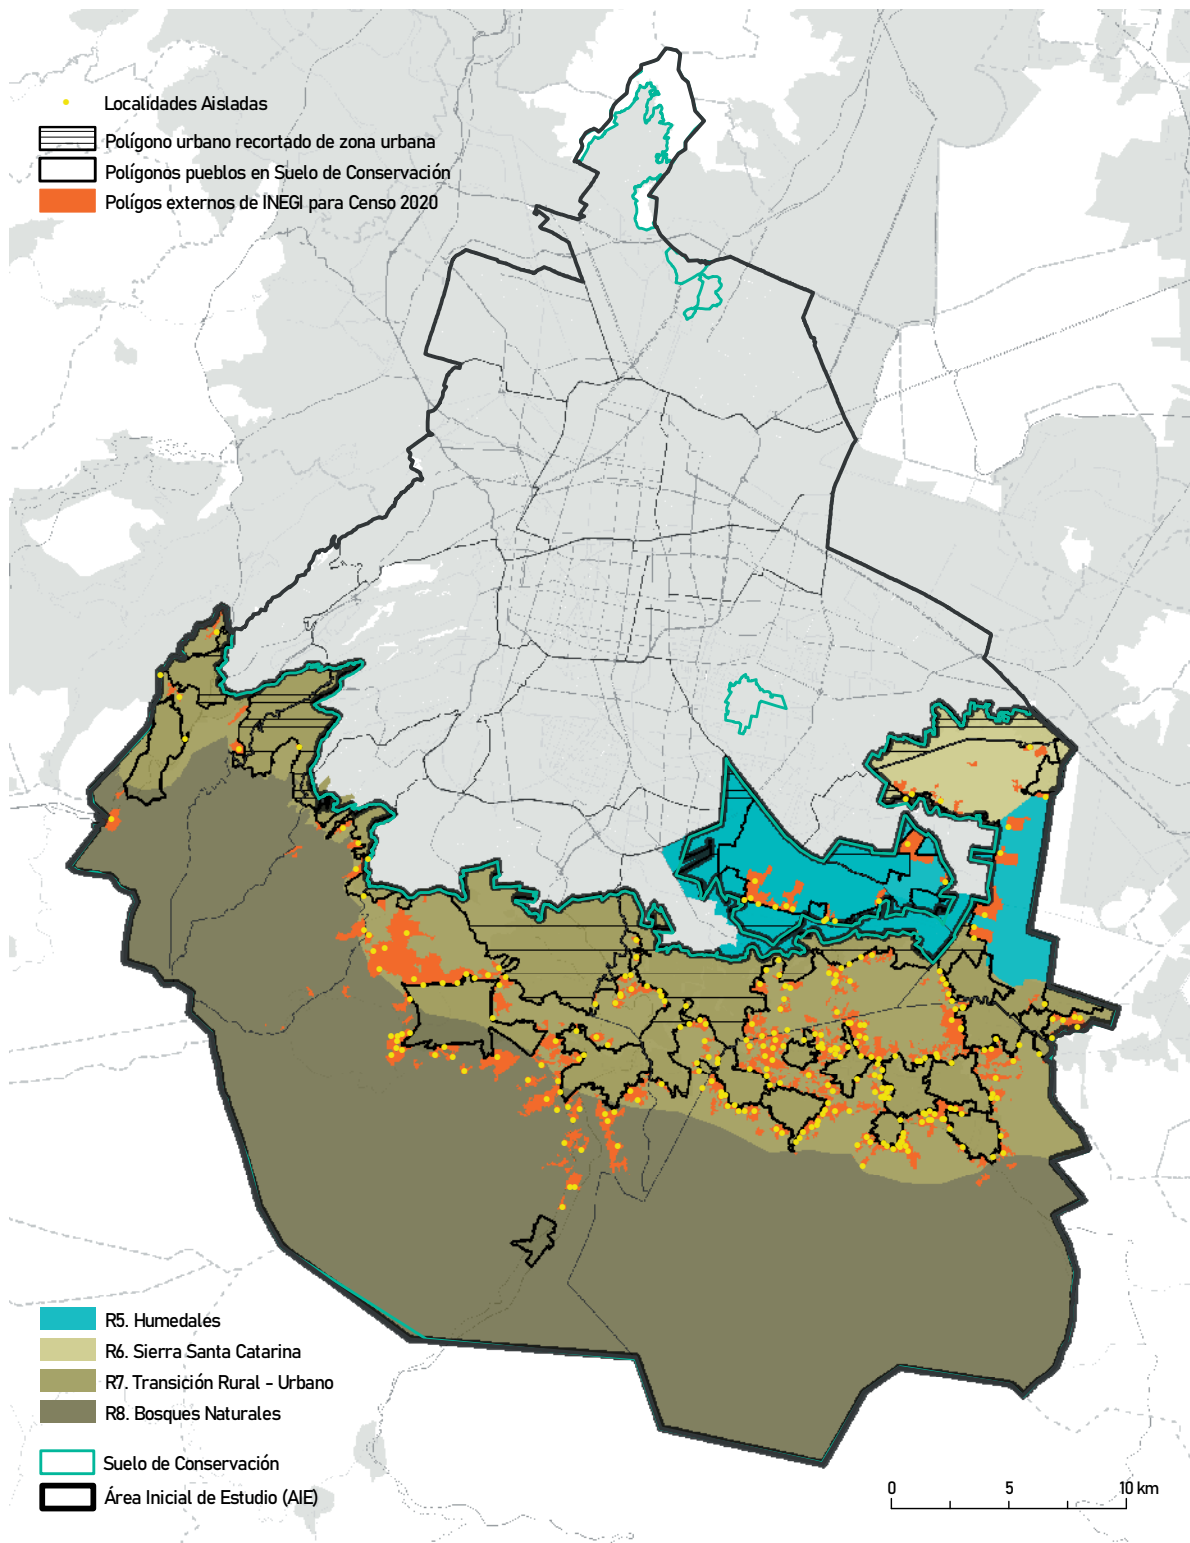 Localidades Aisladas
Polígono urbano recortado de zona urbana
Polígonos pueblos en Suelo de Conservación
Polígos externos de INEGI para Censo 2020
R5. Humedales
R6. Sierra Santa Catarina
R7. Transición Rural - Urbano
R8. Bosques Naturales
Suelo de Conservación
Área Inicial de Estudio (AIE)
0 5 10 km